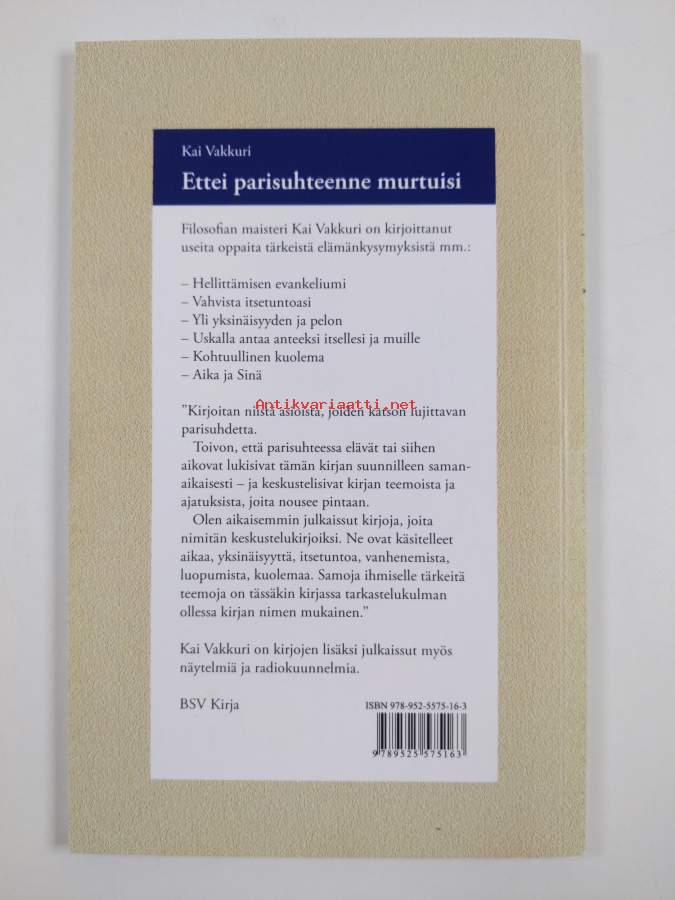 Kai Vakkuri
Ettei parisuhteenne murtuisi
Filosofian maisteri Kai Vakkuri on kirjoittanut
useita oppaita tärkeistä elämänkysymyksistä mm.:
– Hellittämisen evankeliumi
– Vahvista itsetuntoasi
– Yli yksinäisyyden ja pelon
– Uskalla antaa anteeksi itsellesi ja muille
– Kohtuullinen kuolema
– Aika ja Sinä
Antikvariaatti.net
”Kirjoitan niistä asioista, joiden katson lujittavan
parisuhdetta.
Toivon, että parisuhteessa elävät tai siihen
aikovat lukisivat tämän kirjan suunnilleen saman-
aikaisesti – ja keskustelisivat kirjan teemoista ja
ajatuksista, joita nousee pintaan.
Olen aikaisemmin julkaissut kirjoja, joita
nimitän keskustelukirjoiksi. Ne ovat käsitelleet
aikaa, yksinäisyyttä, itsetuntoa, vanhenemista,
luopumista, kuolemaa. Samoja ihmiselle tärkeitä
teemoja on tässäkin kirjassa tarkastelukulman
ollessa kirjan nimen mukainen.”
Kai Vakkuri on kirjojen lisäksi julkaissut myös
näytelmiä ja radiokuunnelmia.
BSV Kirja
ISBN 978-952-5575-16-3
9 789525 575163